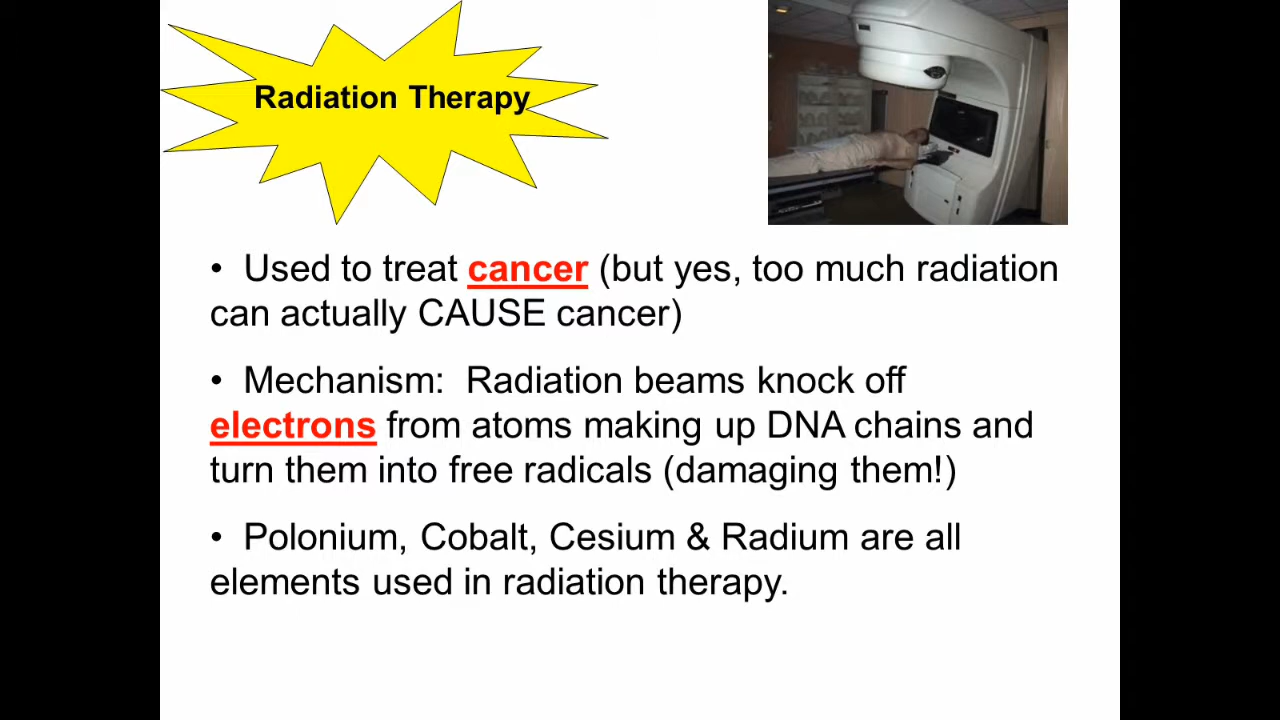 Radiation Therapy
• Used to treat cancer (but yes, too much radiation
can actually CAUSE cancer)
• Mechanism: Radiation beams knock off
electrons from atoms making up DNA chains and
turn them into free radicals (damaging them!)
• Polonium, Cobalt, Cesium & Radium are all
elements used in radiation therapy.